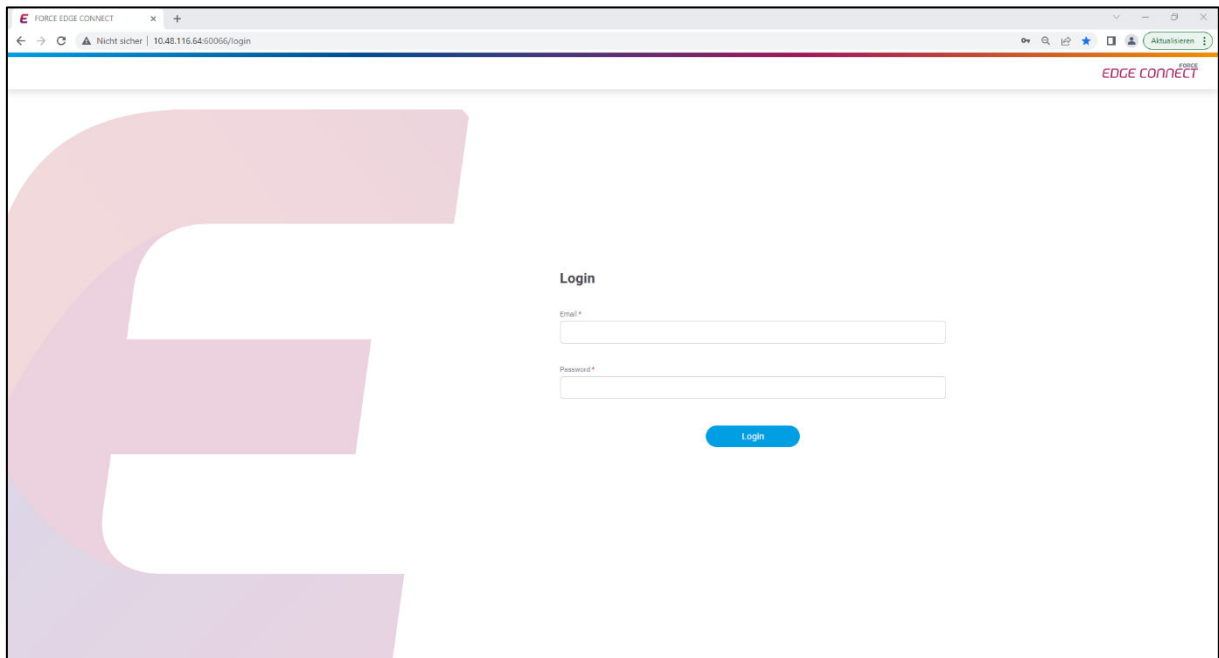 FORCE EDGE CONNECT
Nicht sicher | 10.48.116.64:60066/login
Aktualisieren
FORCE
EDGE CONNECT
Login
Email *
Password *
Login